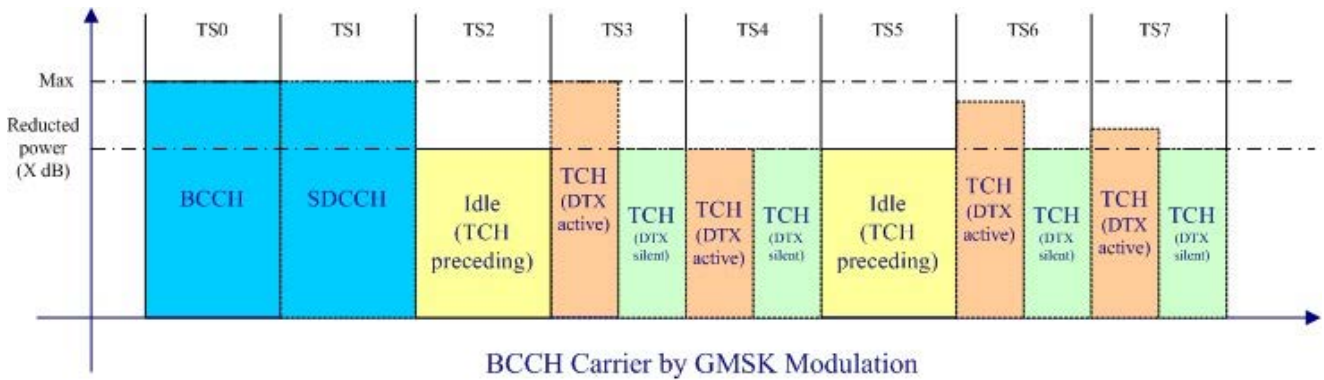 TS0
TS1
TS2
TS3
TS4
TS5
TS6
TS7
Max
Reducted
power
(X dB)
BCCH
SDCCH
Idle
(TCH
preceding)
TCH
(DTX
active)
TCH
(DTX
silent)
TCH
(DTX
active)
TCH
(DTX
silent)
Idle
(TCH
preceding)
TCH
(DTX
active)
TCH
(DTX
silent)
TCH
(DTX
active)
TCH
(DTX
silent)
BCCH Carrier by GMSK Modulation